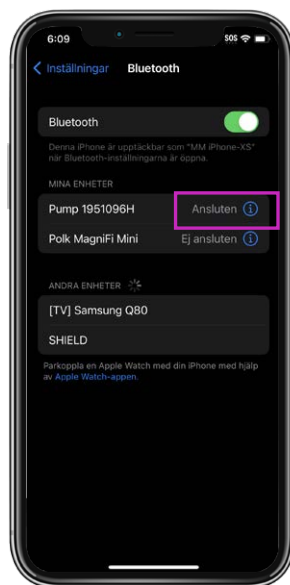 6:09
SOS
Inställningar
Bluetooth
Bluetooth
Denna iPhone är upptäckbar som "MM iPhone-XS"
när Bluetooth-inställningarna är öppna.
MINA ENHETER
Pump 1951096H Ansluten
Polk MagniFi Mini Ej ansluten
ANDRA ENHETER
[TV] Samsung Q80
SHIELD
Parkoppla en Apple Watch med din iPhone med hjälp
av Apple Watch-appen.